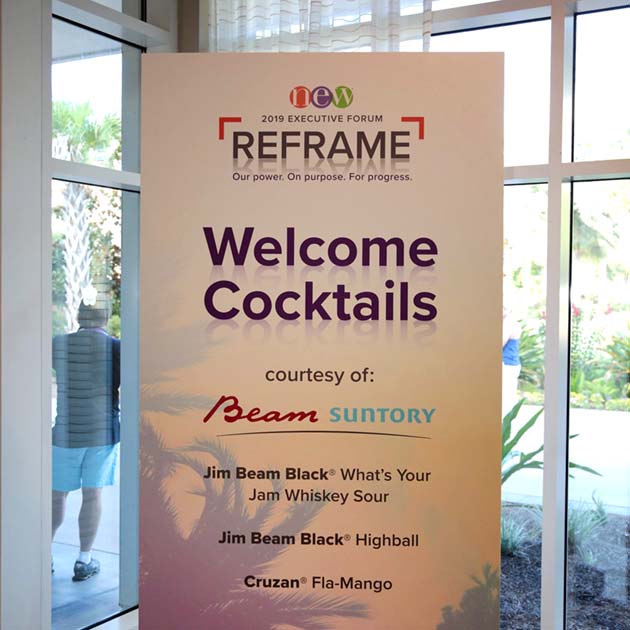 new
2019 EXECUTIVE FORUM
REFRAME
Our power. On purpose. For progress.
Welcome
Cocktails
courtesy of:
Beam SUNTORY
Jim Beam Black® What's Your
Jam Whiskey Sour
Jim Beam Black® Highball
Cruzan® Fla-Mango